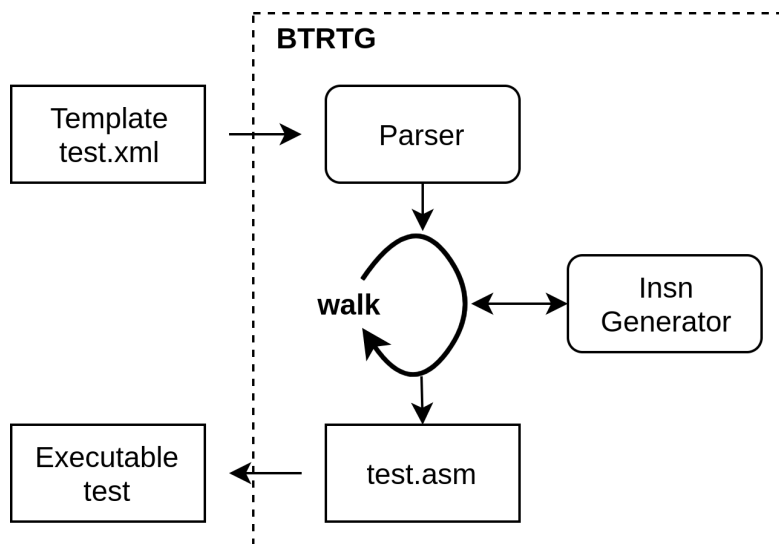 BTRTG
Template
test.xml
Parser
walk
Insn
Generator
Executable
test
test.asm